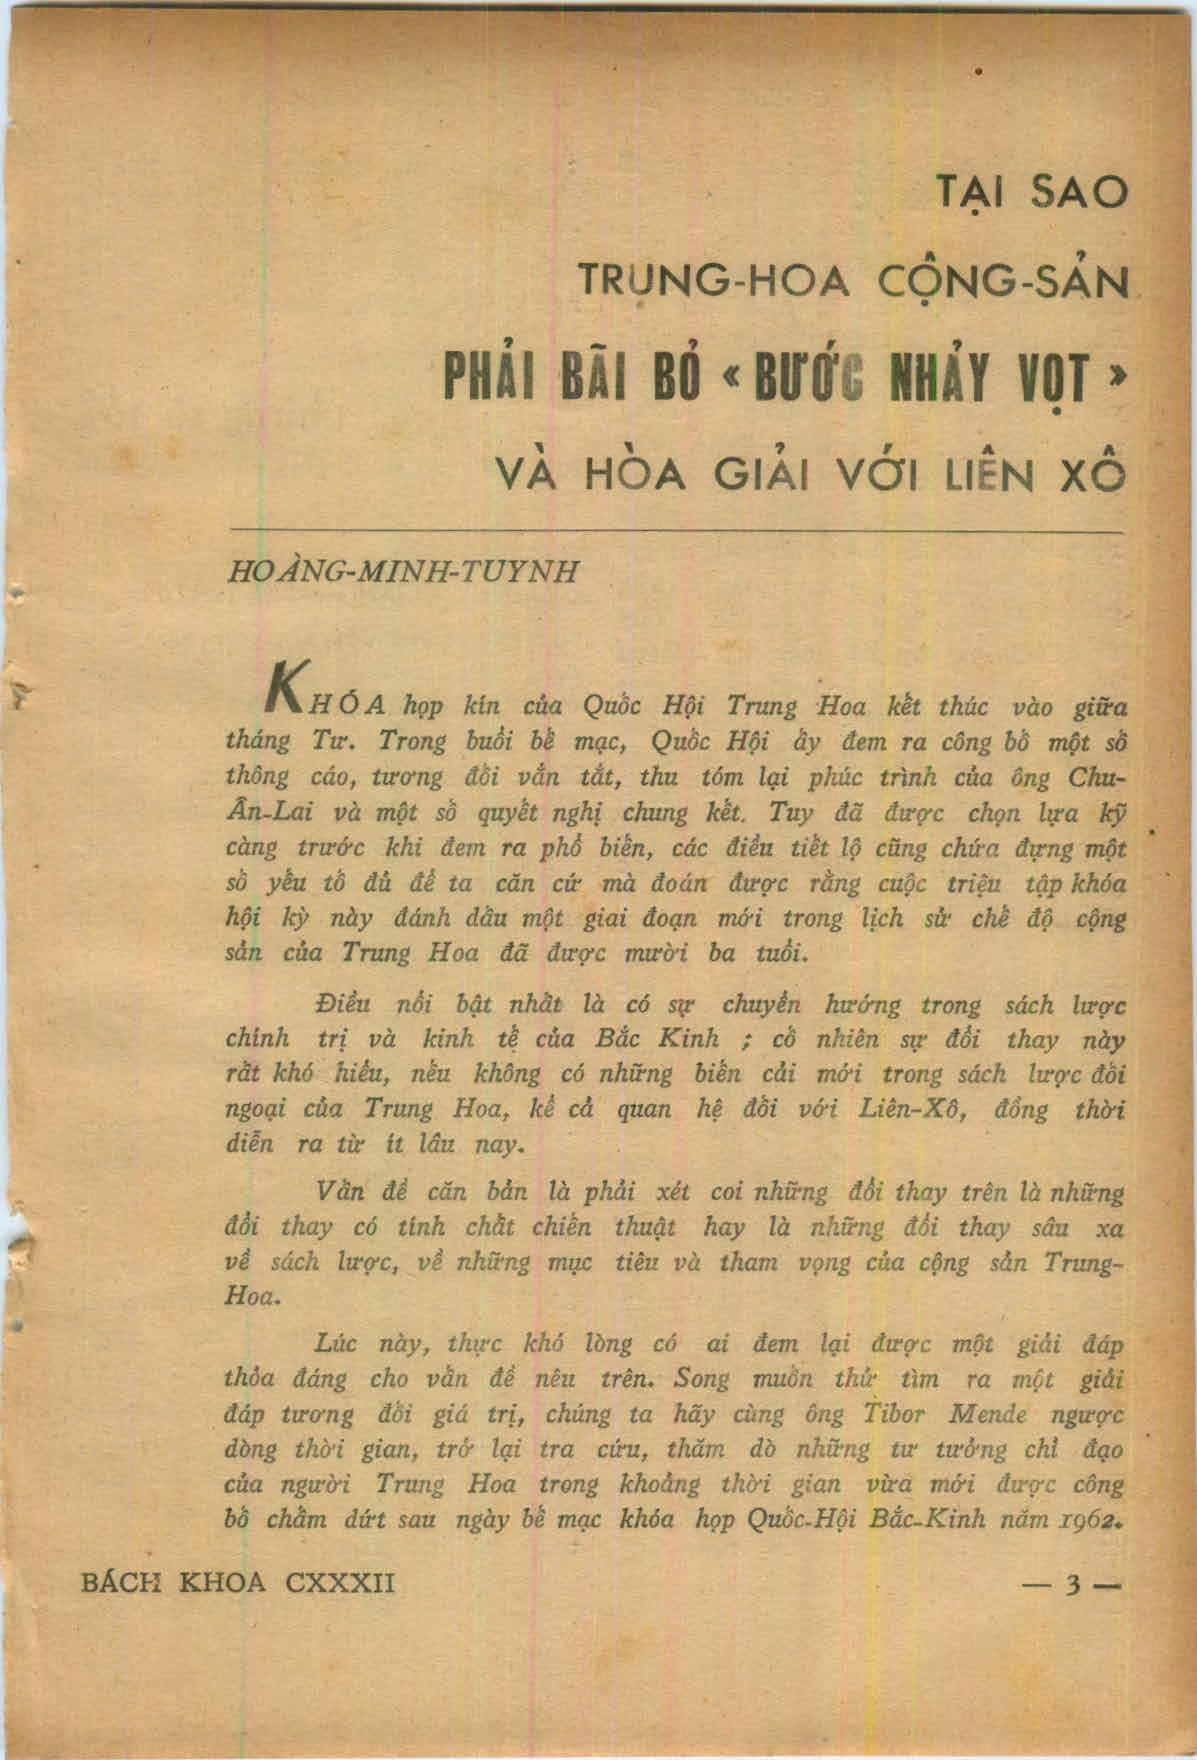 TẠI SAO
TRUNG-HOA CỘNG-SẢN
PHẢI BÃI BỎ « BƯỚC NHẢY VỌT »
VÀ HÒA GIẢI VỚI LIÊN XÔ
HOÀNG-MINH-TUYNH
KHÓA họp kín của Quốc Hội Trung Hoa kết thúc vào giữa
tháng Tư. Trong buổi bế mạc, Quốc Hội ấy đem ra công bố một số
thông cáo, tương đối vắn tắt, thu tóm lại phúc trình của ông Chu-
Ân-Lai và một số quyết nghị chung kết. Tuy đã được chọn lựa kỹ
càng trước khi đem ra phổ biến, các điều tiết lộ cũng chứa đựng một
số yếu tố đủ để ta căn cứ mà đoán được rằng cuộc triệu tập khóa
hội kỳ này đánh dấu một giai đoạn mới trong lịch sử chế độ cộng
sản của Trung Hoa đã được mười ba tuổi.
Điều nổi bật nhất là có sự chuyển hướng trong sách lược
chính trị và kinh tế của Bắc Kinh ; cố nhiên sự đổi thay này
rất khó hiểu, nếu không có những biến cải mới trong sách lược đối
ngoại của Trung Hoa, kể cả quan hệ đối với Liên-Xô, đồng thời
diễn ra từ ít lâu nay.
Vấn đề căn bản là phải xét coi những đổi thay trên là những
đổi thay có tính chất chiến thuật hay là những đổi thay sâu xa
về sách lược, về những mục tiêu và tham vọng của cộng sản Trung-
Hoa.
Lúc này, thực khó lòng có ai đem lại được một giải đáp
thỏa đáng cho vấn đề nêu trên. Song muốn thử tìm ra một giải
đáp tương đối giá trị, chúng ta hãy cùng ông Tibor Mende ngược
dòng thời gian, trở lại tra cứu, thăm dò những tư tưởng chỉ đạo
của người Trung Hoa trong khoảng thời gian vừa mới được công
bố chấm dứt sau ngày bế mạc khóa họp Quốc-Hội Bắc-Kinh năm 1962.
BÁCH KHOA CXXXII
— 3 —